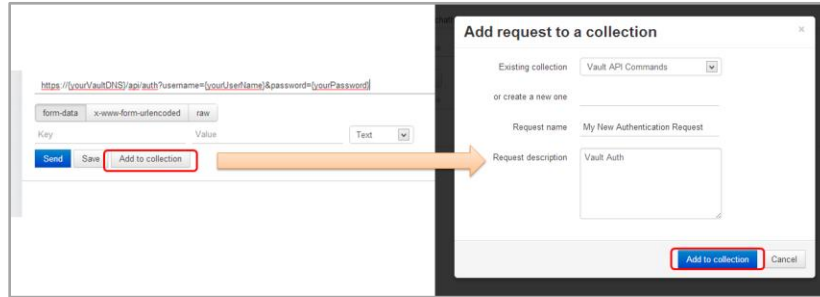 https://{yourVaultDNS}/api/auth?username={yourUserName}&password={yourPassword}
form-data x-www-form-urlencoded raw
Key Value Text
Send Save Add to collection
Add request to a collection ×
Existing collection Vault API Commands
or create a new one
Request name My New Authentication Request
Request description Vault Auth
Add to collection Cancel